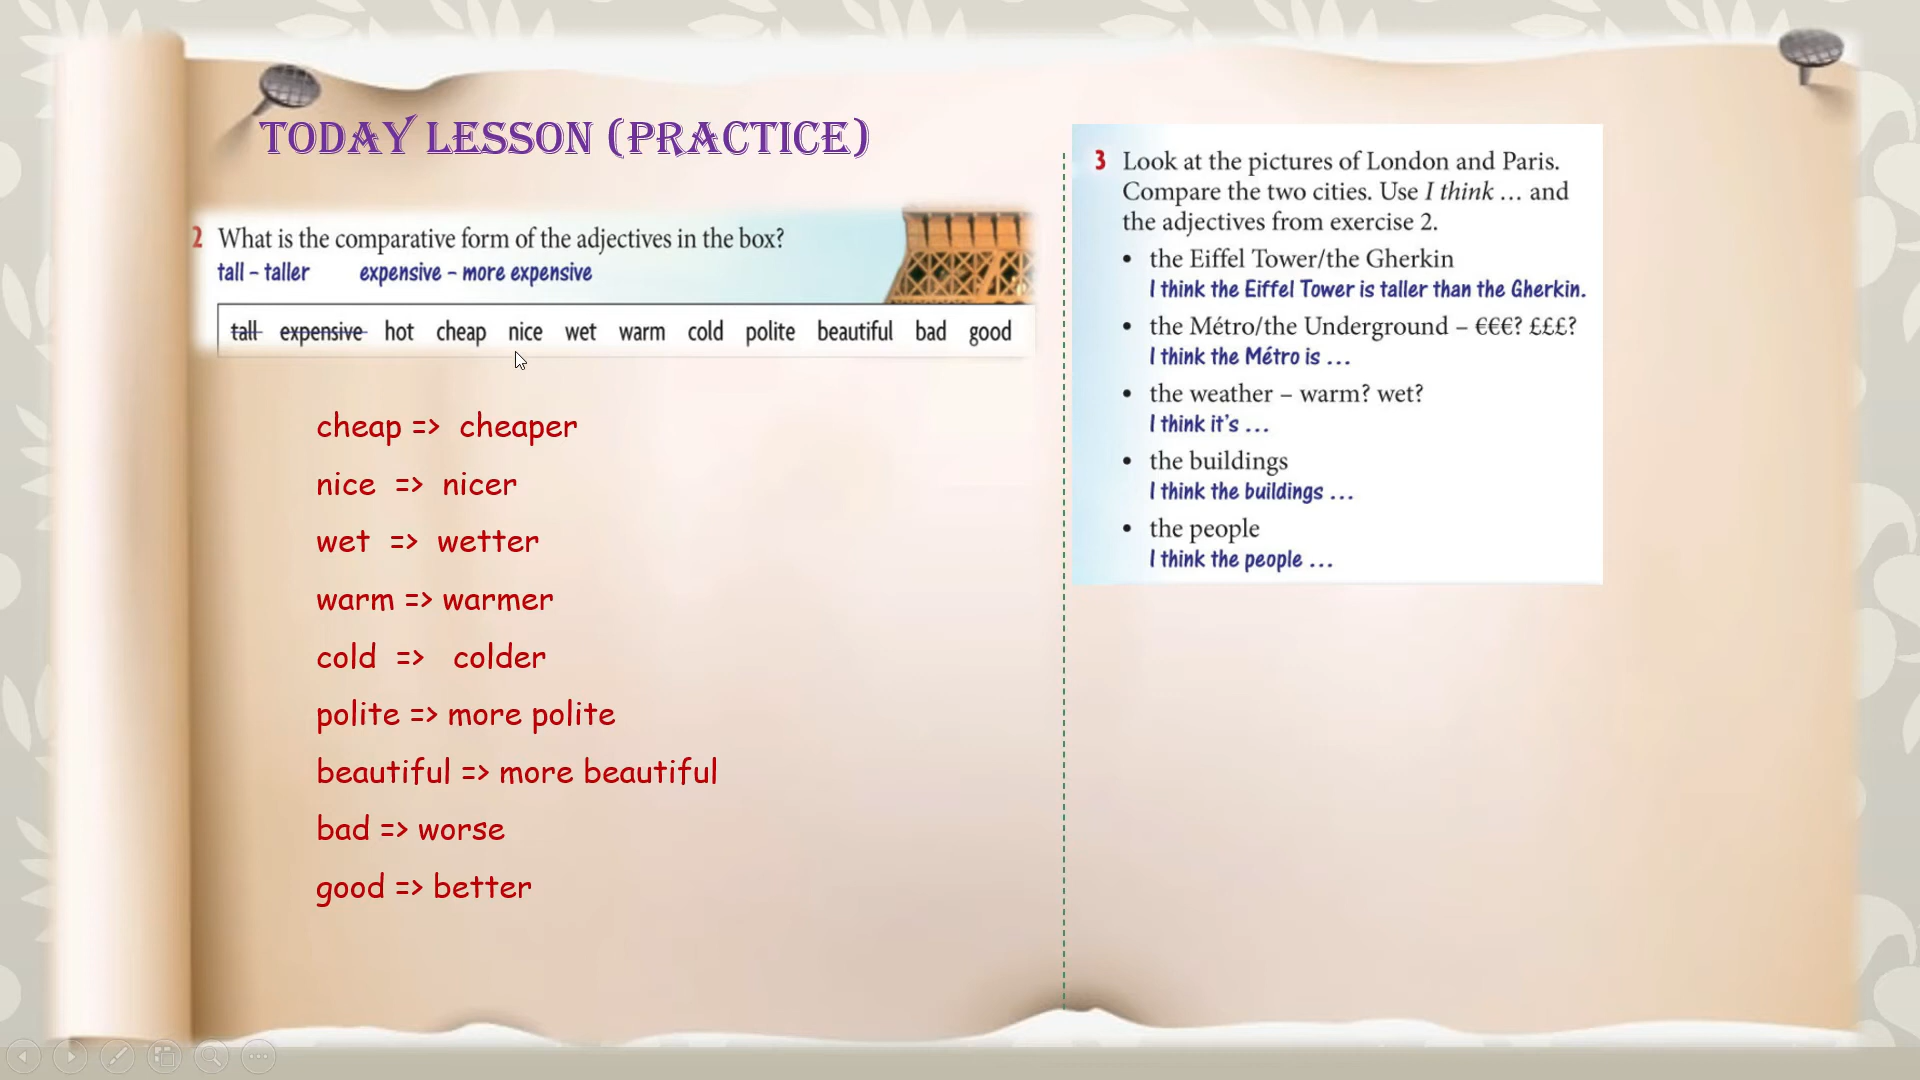 TODAY LESSON (PRACTICE)
2 What is the comparative form of the adjectives in the box?
tall – taller expensive – more expensive
tall expensive hot cheap nice wet warm cold polite beautiful bad good
cheap => cheaper
nice => nicer
wet => wetter
warm => warmer
cold => colder
polite => more polite
beautiful => more beautiful
bad => worse
good => better
3 Look at the pictures of London and Paris.
Compare the two cities. Use I think … and
the adjectives from exercise 2.
• the Eiffel Tower/the Gherkin
I think the Eiffel Tower is taller than the Gherkin.
• the Métro/the Underground – €€€? £££?
I think the Métro is …
• the weather – warm? wet?
I think it's …
• the buildings
I think the buildings …
• the people
I think the people …